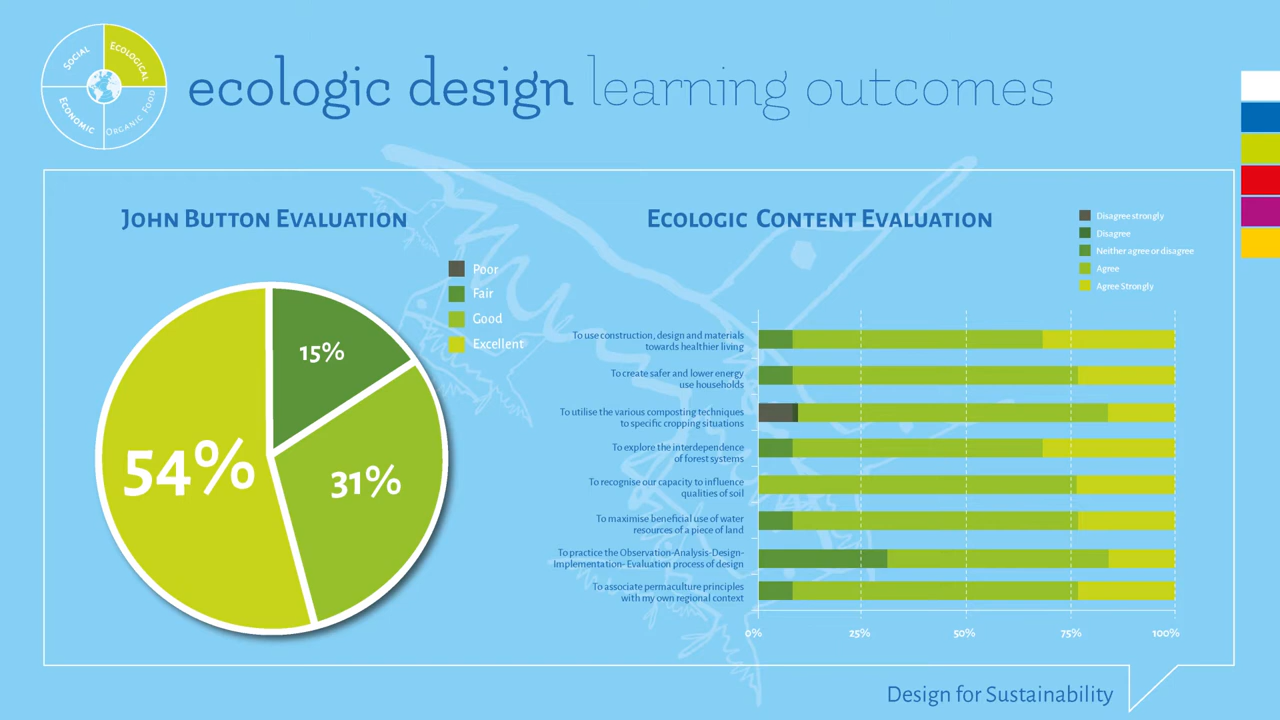 SOCIAL
ECOLOGICAL
ECONOMIC
ORGANIC FOOD
ecologic design learning outcomes
JOHN BUTTON EVALUATION
Poor
Fair
Good
Excellent
15%
31%
54%
ECOLOGIC CONTENT EVALUATION
Disagree strongly
Disagree
Neither agree or disagree
Agree
Agree Strongly
To use construction, design and materials
towards healthier living
To create safer and lower energy
use households
To utilise the various composting techniques
to specific cropping situations
To explore the interdependence
of forest systems
To recognise our capacity to influence
qualities of soil
To maximise beneficial use of water
resources of a piece of land
To practice the Observation-Analysis-Design-
Implementation-Evaluation process of design
To associate permaculture principles
with my own regional context
0% 25% 50% 75% 100%
Design for Sustainability